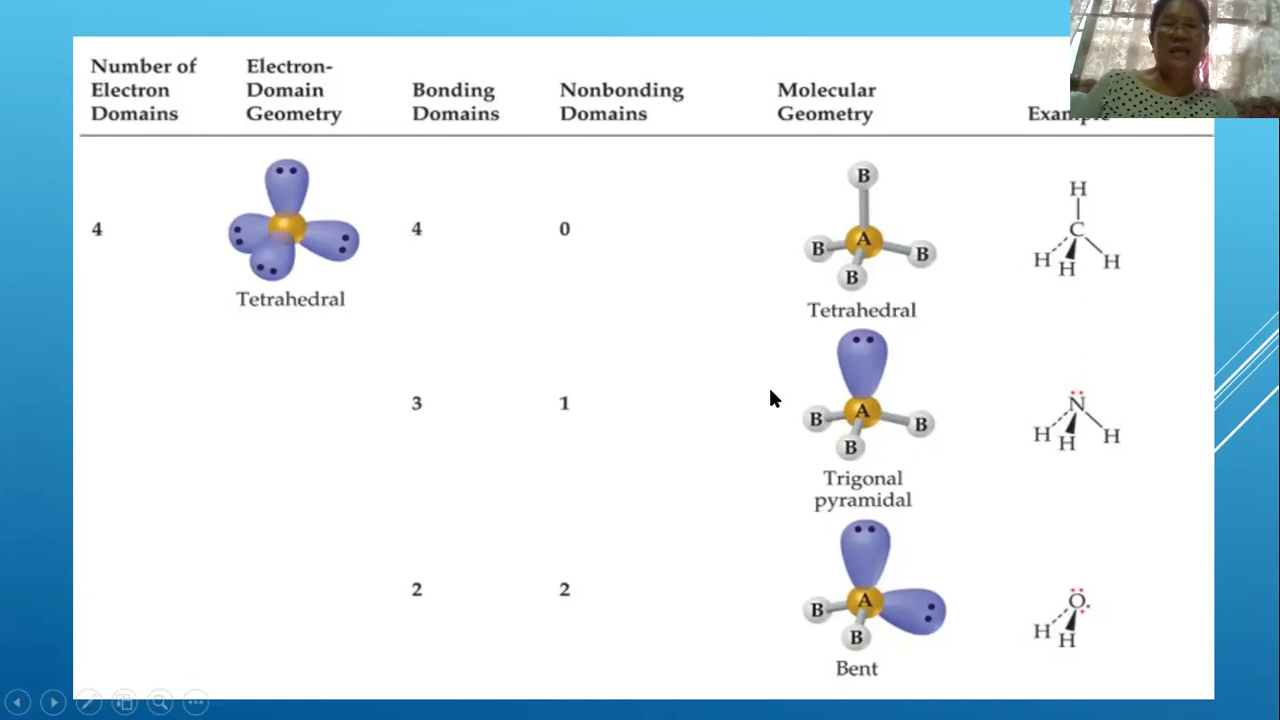 Number of
Electron
Domains
Electron-
Domain
Geometry
Bonding
Domains
Nonbonding
Domains
Molecular
Geometry
Example
4
4
0
Tetrahedral
B
B
A
B
B
Tetrahedral
H
C
H
H
H
3
1
B
A
B
B
Trigonal
pyramidal
N
H
H
H
2
2
B
A
B
Bent
O
H
H